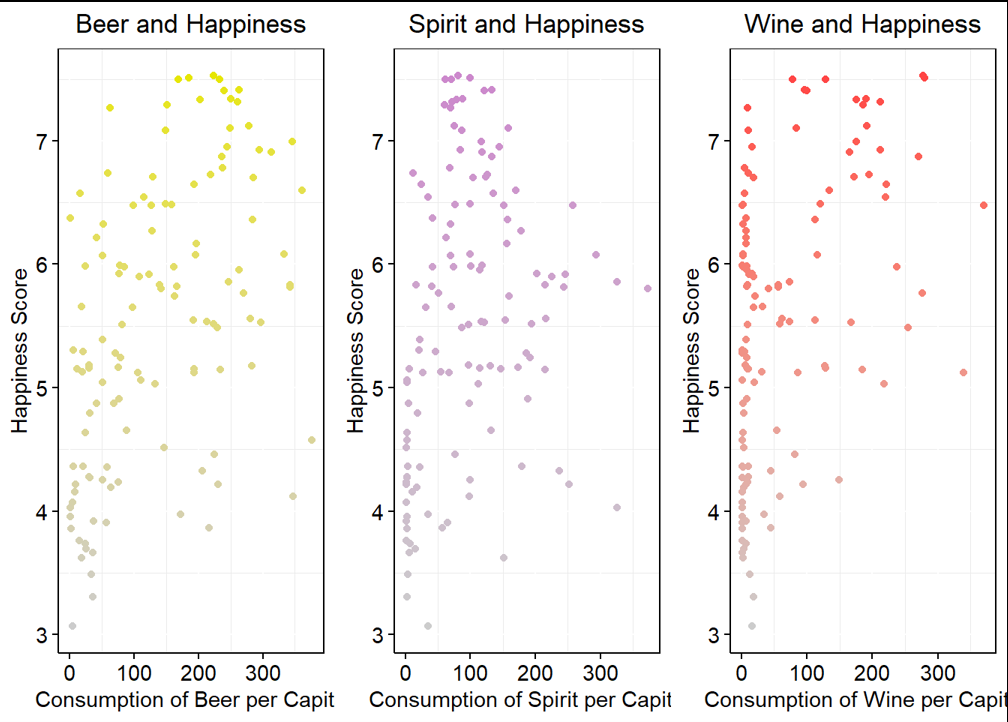 Beer and Happiness
Spirit and Happiness
Wine and Happiness
Happiness Score
7
6
5
4
3
0 100 200 300
Consumption of Beer per Capit
Happiness Score
7
6
5
4
3
0 100 200 300
Consumption of Spirit per Capit
Happiness Score
7
6
5
4
3
0 100 200 300
Consumption of Wine per Capit